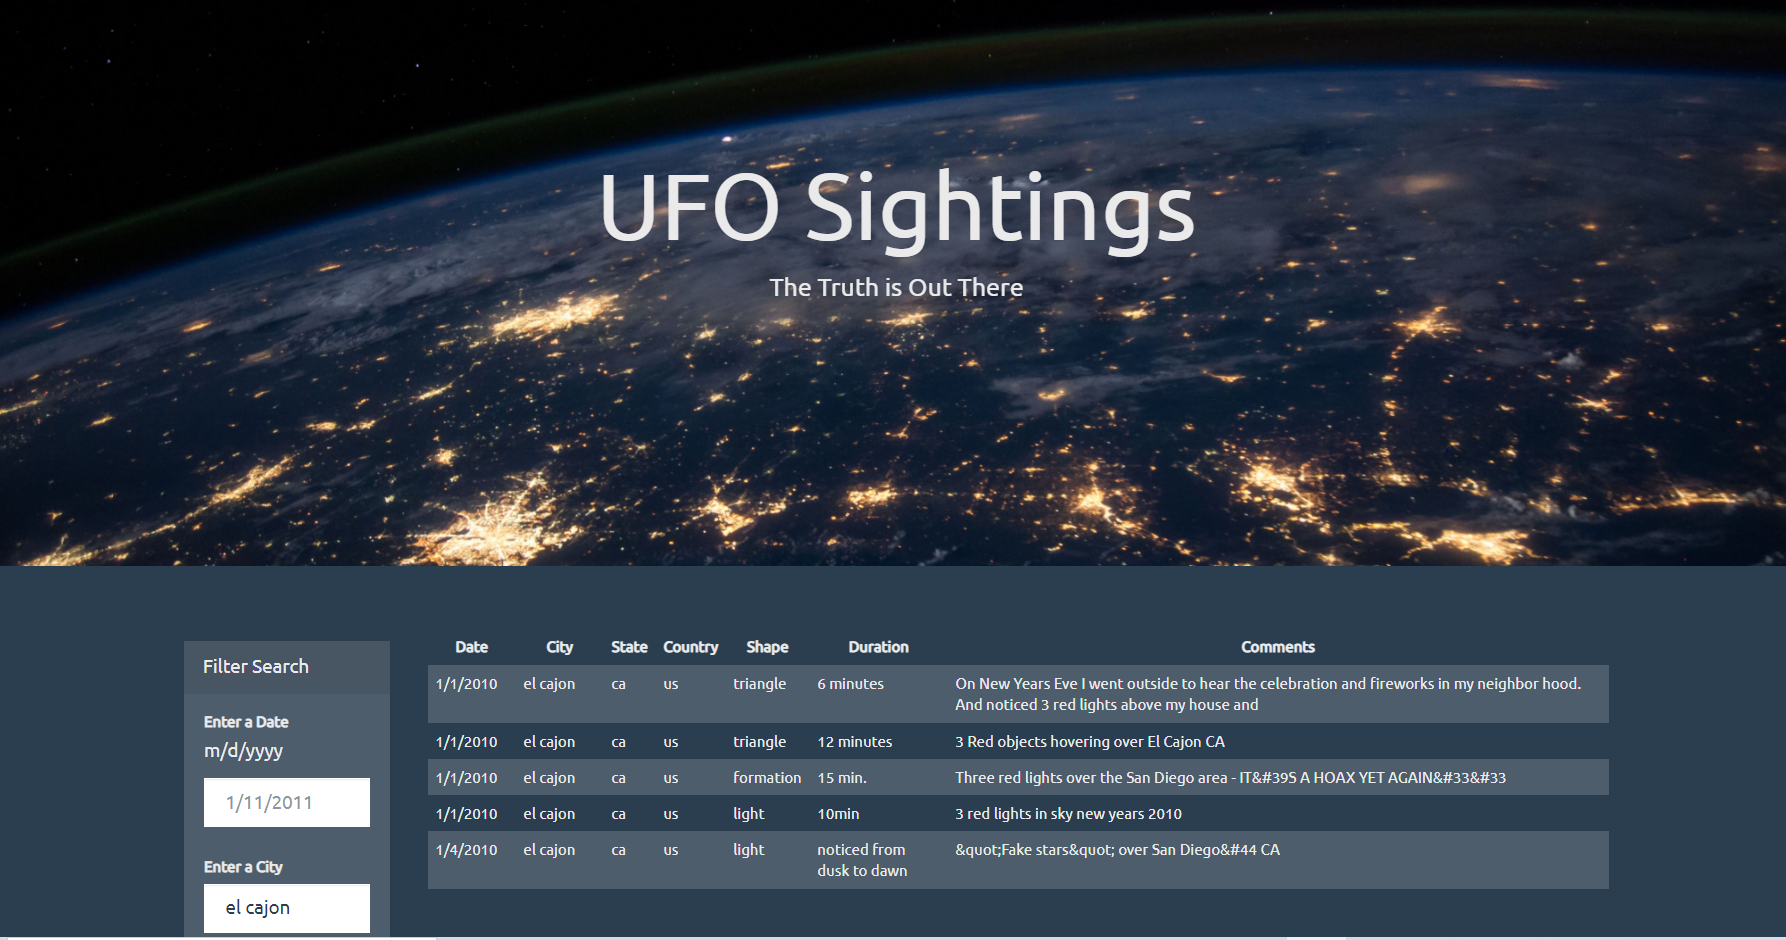 UFO Sightings
The Truth is Out There
Filter Search
Enter a Date
m/d/yyyy
1/11/2011
Enter a City
el cajon
Date City State Country Shape Duration Comments
1/1/2010 el cajon ca us triangle 6 minutes On New Years Eve I went outside to hear the celebration and fireworks in my neighbor hood.
And noticed 3 red lights above my house and
1/1/2010 el cajon ca us triangle 12 minutes 3 Red objects hovering over El Cajon CA
1/1/2010 el cajon ca us formation 15 min. Three red lights over the San Diego area - IT&#39S A HOAX YET AGAIN&#33&#33
1/1/2010 el cajon ca us light 10min 3 red lights in sky new years 2010
1/4/2010 el cajon ca us light noticed from &quot;Fake stars&quot; over San Diego&#44 CA
dusk to dawn